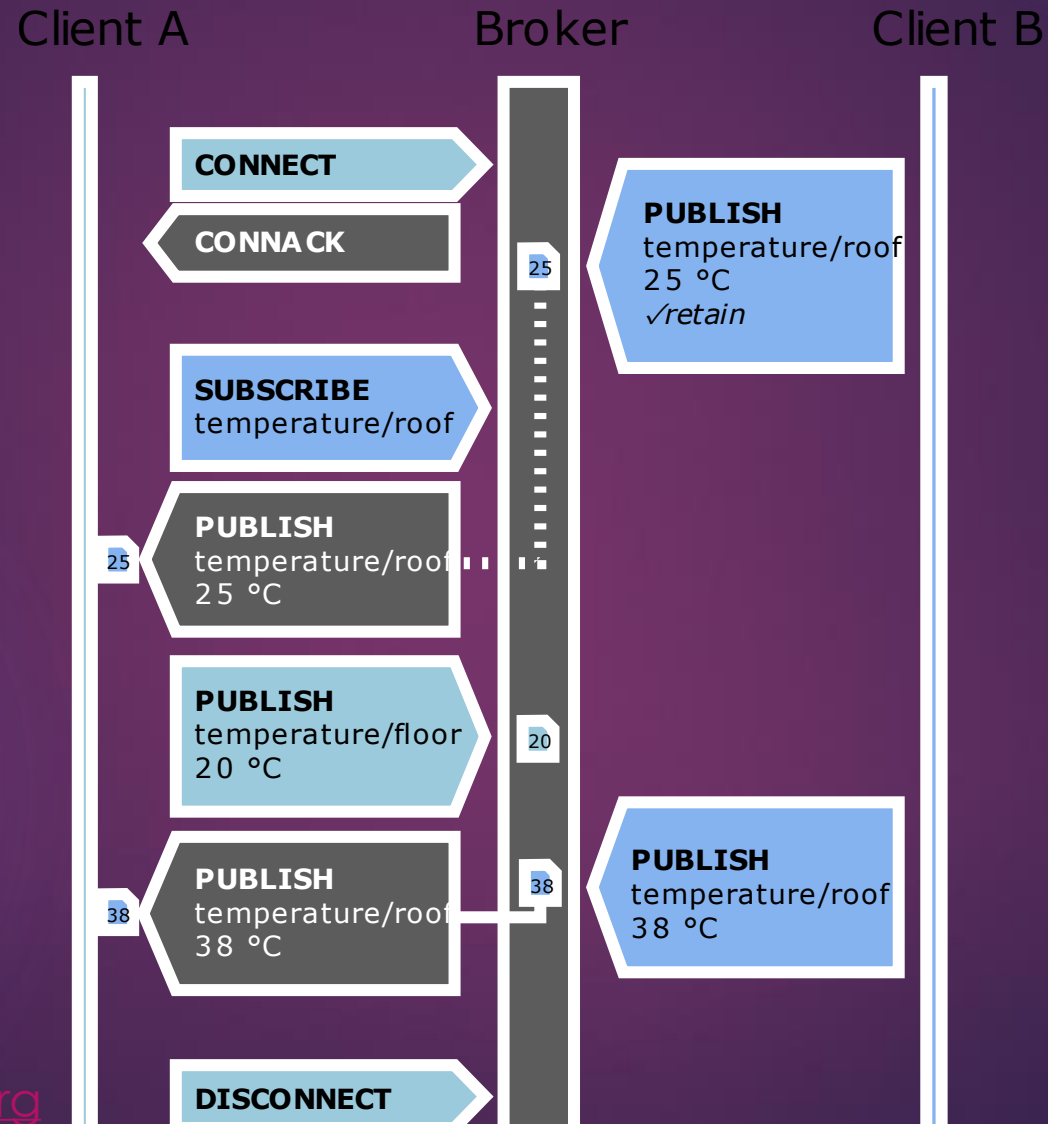 Client A
Broker
Client B
CONNECT
CONNACK
PUBLISH
temperature/roof
25 °C
✓retain
25
SUBSCRIBE
temperature/roof
PUBLISH
temperature/roof
25 °C
25
PUBLISH
temperature/floor
20 °C
20
PUBLISH
temperature/roof
38 °C
38
PUBLISH
temperature/roof
38 °C
38
DISCONNECT
rg